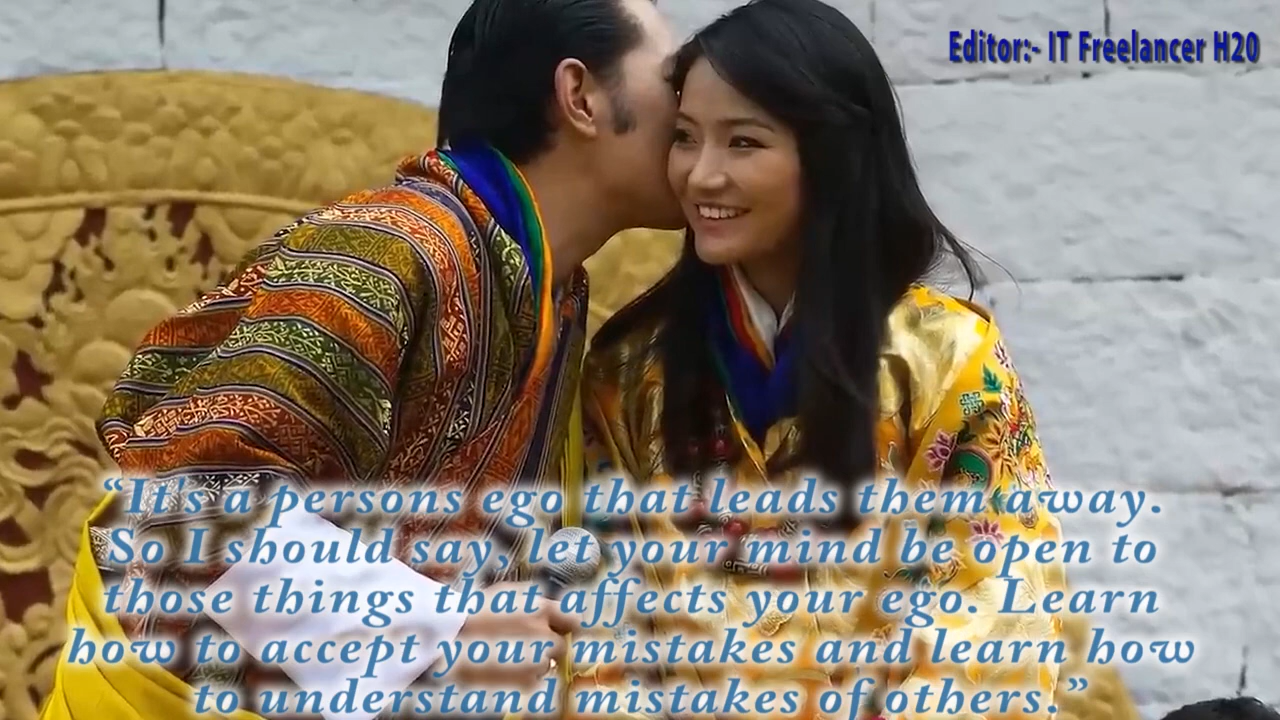 Editor:- IT Freelancer H20
“It's a persons ego that leads them away.
So I should say, let your mind be open to
those things that affects your ego. Learn
how to accept your mistakes and learn how
to understand mistakes of others.”